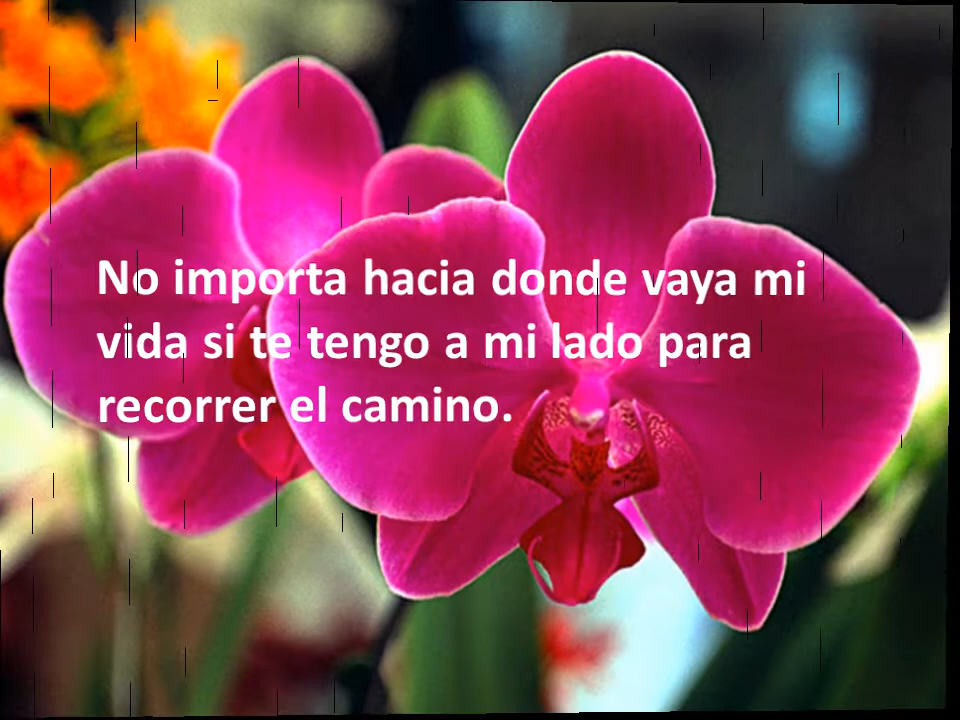 No importa hacia donde vaya mi
vida si te tengo a mi lado para
recorrer el camino.